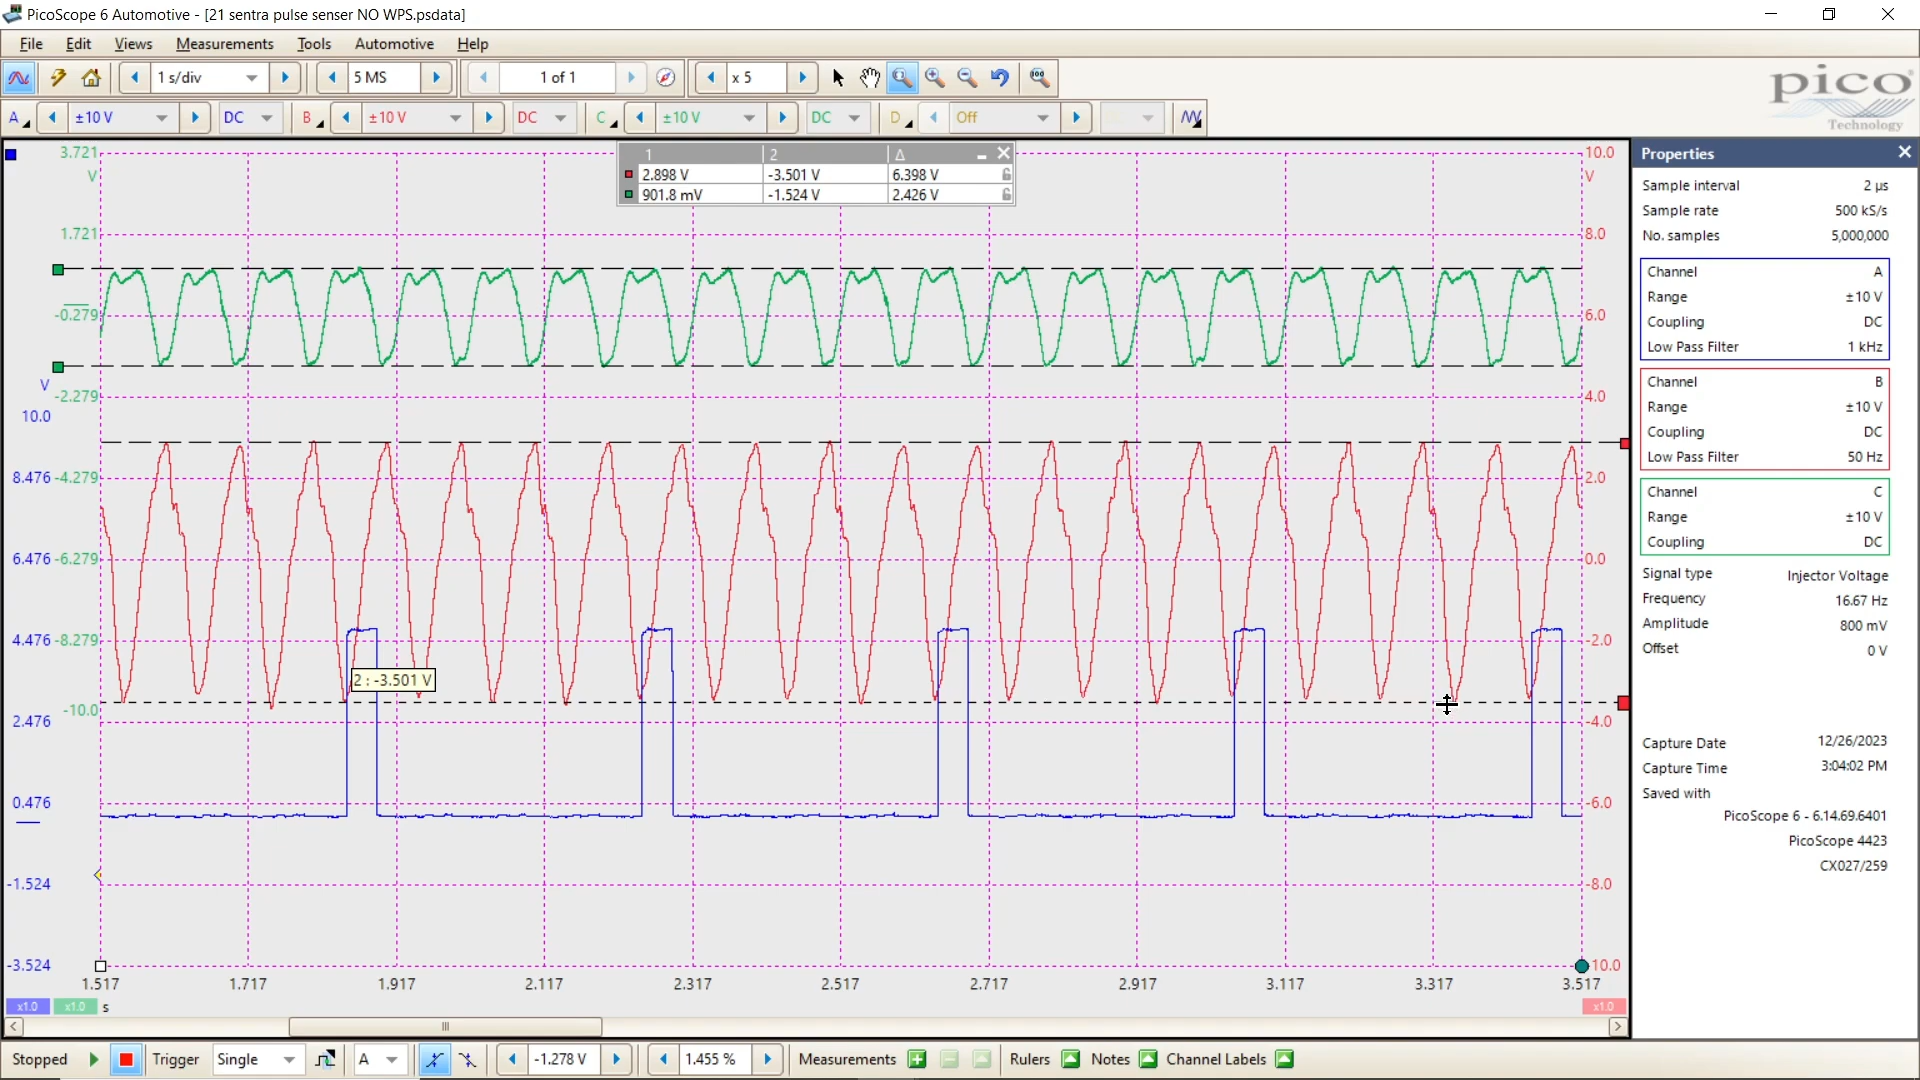 PicoScope 6 Automotive - [21 sentra pulse senser NO WPS.psdata]
File Edit Views Measurements Tools Automotive Help
1 s/div 5 MS 1 of 1 x 5
pico
Technology
A ±10 V DC B ±10 V DC C ±10 V DC D Off
1 2 Δ
2.898 V -3.501 V 6.398 V
901.8 mV -1.524 V 2.426 V
3.721
V
1.721
-0.279
-2.279
-4.279
-6.279
-8.279
-10.0
V
10.0
8.476
6.476
4.476
2.476
0.476
-1.524
-3.524
10.0
V
8.0
6.0
4.0
2.0
0.0
-2.0
-4.0
-6.0
-8.0
10.0
2 : -3.501 V
1.517 1.717 1.917 2.117 2.317 2.517 2.717 2.917 3.117 3.317 3.517
x1.0 x1.0 s x1.0
Properties
Sample interval 2 µs
Sample rate 500 kS/s
No. samples 5,000,000
Channel A
Range ±10 V
Coupling DC
Low Pass Filter 1 kHz
Channel B
Range ±10 V
Coupling DC
Low Pass Filter 50 Hz
Channel C
Range ±10 V
Coupling DC
Signal type Injector Voltage
Frequency 16.67 Hz
Amplitude 800 mV
Offset 0 V
Capture Date 12/26/2023
Capture Time 3:04:02 PM
Saved with
PicoScope 6 - 6.14.69.6401
PicoScope 4423
CX027/259
Stopped Trigger Single A -1.278 V 1.455 % Measurements Rulers Notes Channel Labels